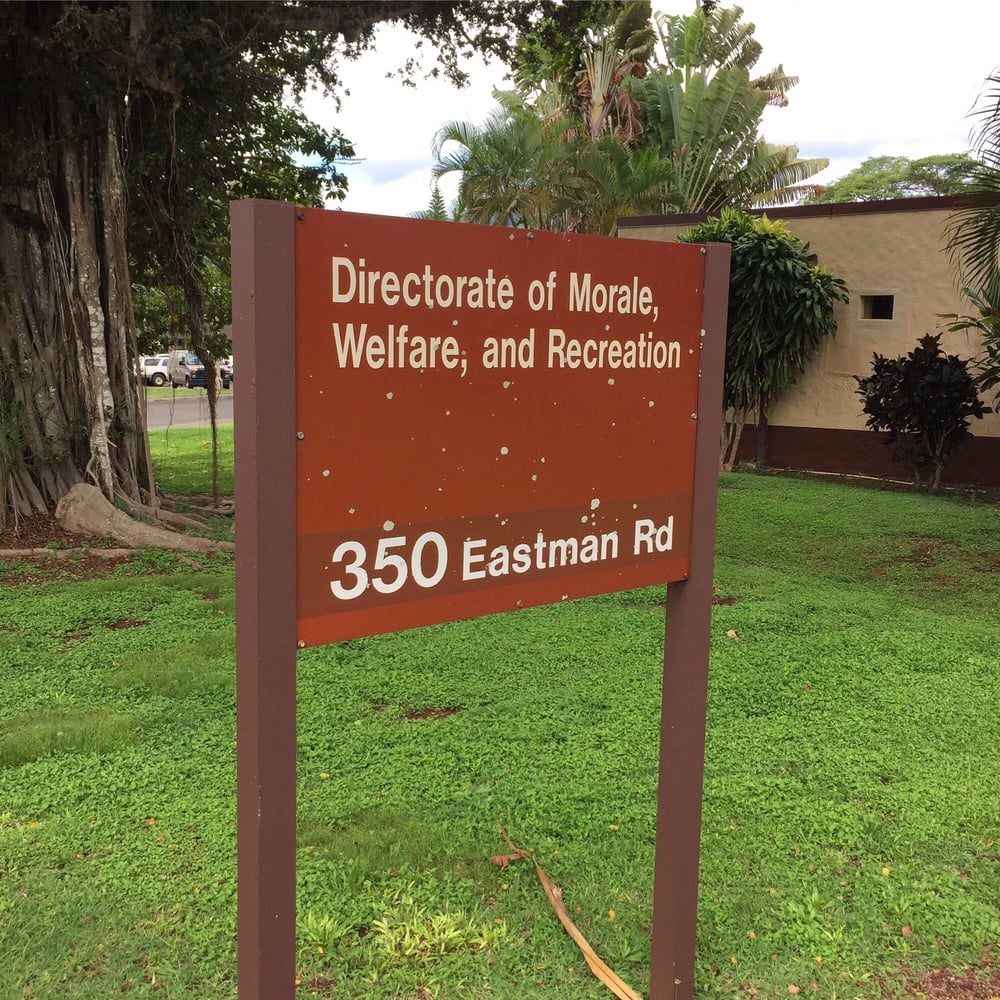 Directorate of Morale,
Welfare, and Recreation
350 Eastman Rd